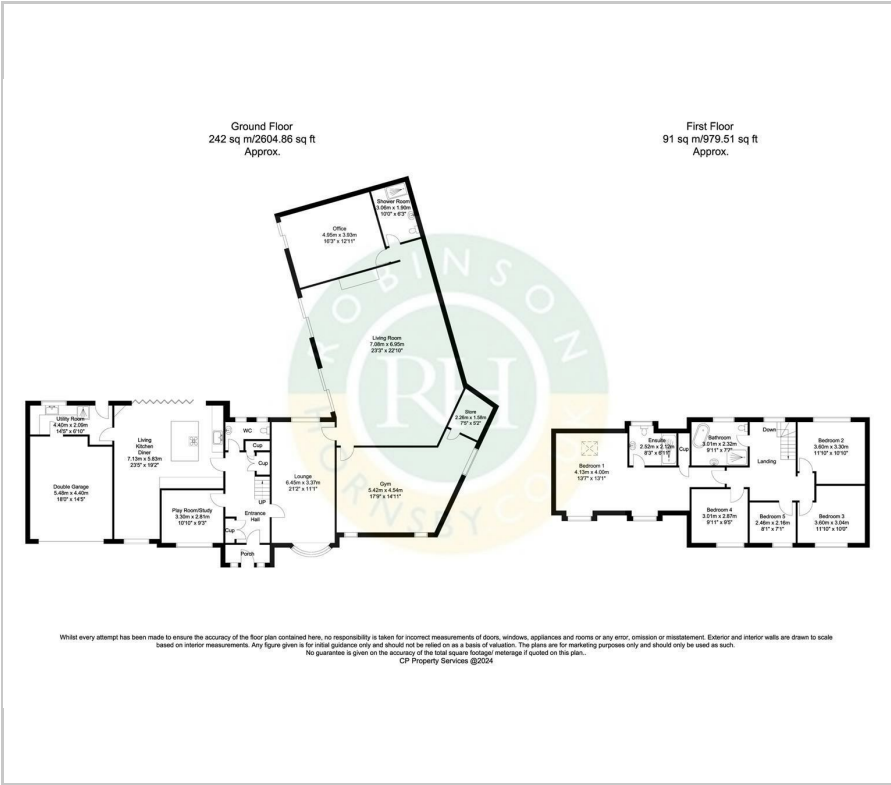 Ground Floor
242 sq m/2604.86 sq ft
Approx.
First Floor
91 sq m/979.51 sq ft
Approx.
Shower Room
3.06m x 1.90m
10'0" x 6'3"
Office
4.95m x 3.93m
16'3" x 12'11"
Living Room
7.08m x 6.95m
23'3" x 22'10"
Store
2.26m x 1.58m
7'5" x 5'2"
Utility Room
4.40m x 2.09m
14'5" x 6'10"
Living
Kitchen
Diner
7.13m x 5.83m
23'5" x 19'2"
WC
Cup
Cup
Lounge
6.45m x 3.37m
21'2" x 11'1"
Gym
5.42m x 4.54m
17'9" x 14'11"
Double Garage
5.48m x 4.40m
18'0" x 14'5"
Play Room/Study
3.30m x 2.81m
10'10" x 9'3"
UP
Entrance
Hall
Cup
Porch
Bedroom 1
4.13m x 4.00m
13'7" x 13'1"
Ensuite
2.52m x 2.12m
8'3" x 6'11"
Cup
Bathroom
3.01m x 2.32m
9'11" x 7'7"
Down
Landing
Bedroom 2
3.60m x 3.30m
11'10" x 10'10"
Bedroom 4
3.01m x 2.87m
9'11" x 9'5"
Bedroom 5
2.46m x 2.16m
8'1" x 7'1"
Bedroom 3
3.60m x 3.04m
11'10" x 10'0"
ROBINSON
RH
HORNSBY CO
Whilst every attempt has been made to ensure the accuracy of the floor plan contained here, no responsibility is taken for incorrect measurements of doors, windows, appliances and rooms or any error, omission or misstatement. Exterior and interior walls are drawn to scale
based on interior measurements. Any figure given is for initial guidance only and should not be relied on as a basis of valuation. The plans are for marketing purposes only and should only be used as such.
No guarantee is given on the accuracy of the total square footage/ meterage if quoted on this plan..
CP Property Services @2024